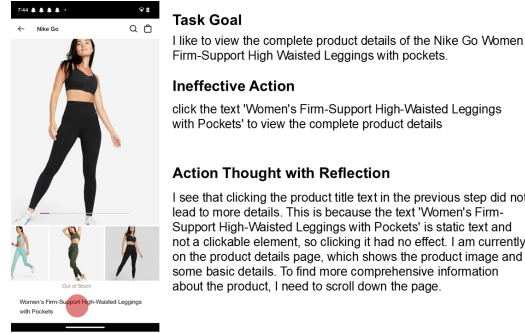 7:44
Nike Go
Out of Stock
Women's Firm-Support High-Waisted Leggings
with Pockets
Task Goal
I like to view the complete product details of the Nike Go Women
Firm-Support High Waisted Leggings with pockets.
Ineffective Action
click the text 'Women's Firm-Support High-Waisted Leggings
with Pockets' to view the complete product details
Action Thought with Reflection
I see that clicking the product title text in the previous step did not
lead to more details. This is because the text 'Women's Firm-
Support High-Waisted Leggings with Pockets' is static text and
not a clickable element, so clicking it had no effect. I am currently
on the product details page, which shows the product image and
some basic details. To find more comprehensive information
about the product, I need to scroll down the page.